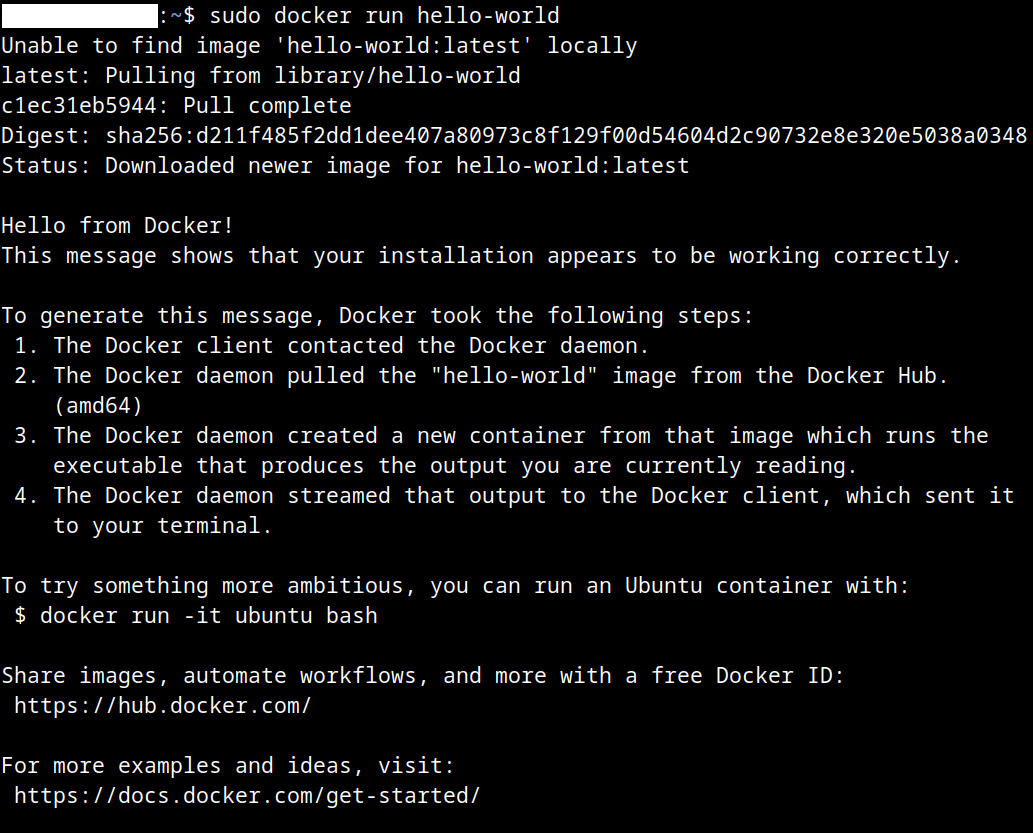 :~$ sudo docker run hello-world
Unable to find image 'hello-world:latest' locally
latest: Pulling from library/hello-world
c1ec31eb5944: Pull complete
Digest: sha256:d211f485f2dd1dee407a80973c8f129f00d54604d2c90732e8e320e5038a0348
Status: Downloaded newer image for hello-world:latest

Hello from Docker!
This message shows that your installation appears to be working correctly.

To generate this message, Docker took the following steps:
 1. The Docker client contacted the Docker daemon.
 2. The Docker daemon pulled the "hello-world" image from the Docker Hub.
    (amd64)
 3. The Docker daemon created a new container from that image which runs the
    executable that produces the output you are currently reading.
 4. The Docker daemon streamed that output to the Docker client, which sent it
    to your terminal.

To try something more ambitious, you can run an Ubuntu container with:
 $ docker run -it ubuntu bash

Share images, automate workflows, and more with a free Docker ID:
 https://hub.docker.com/

For more examples and ideas, visit:
 https://docs.docker.com/get-started/